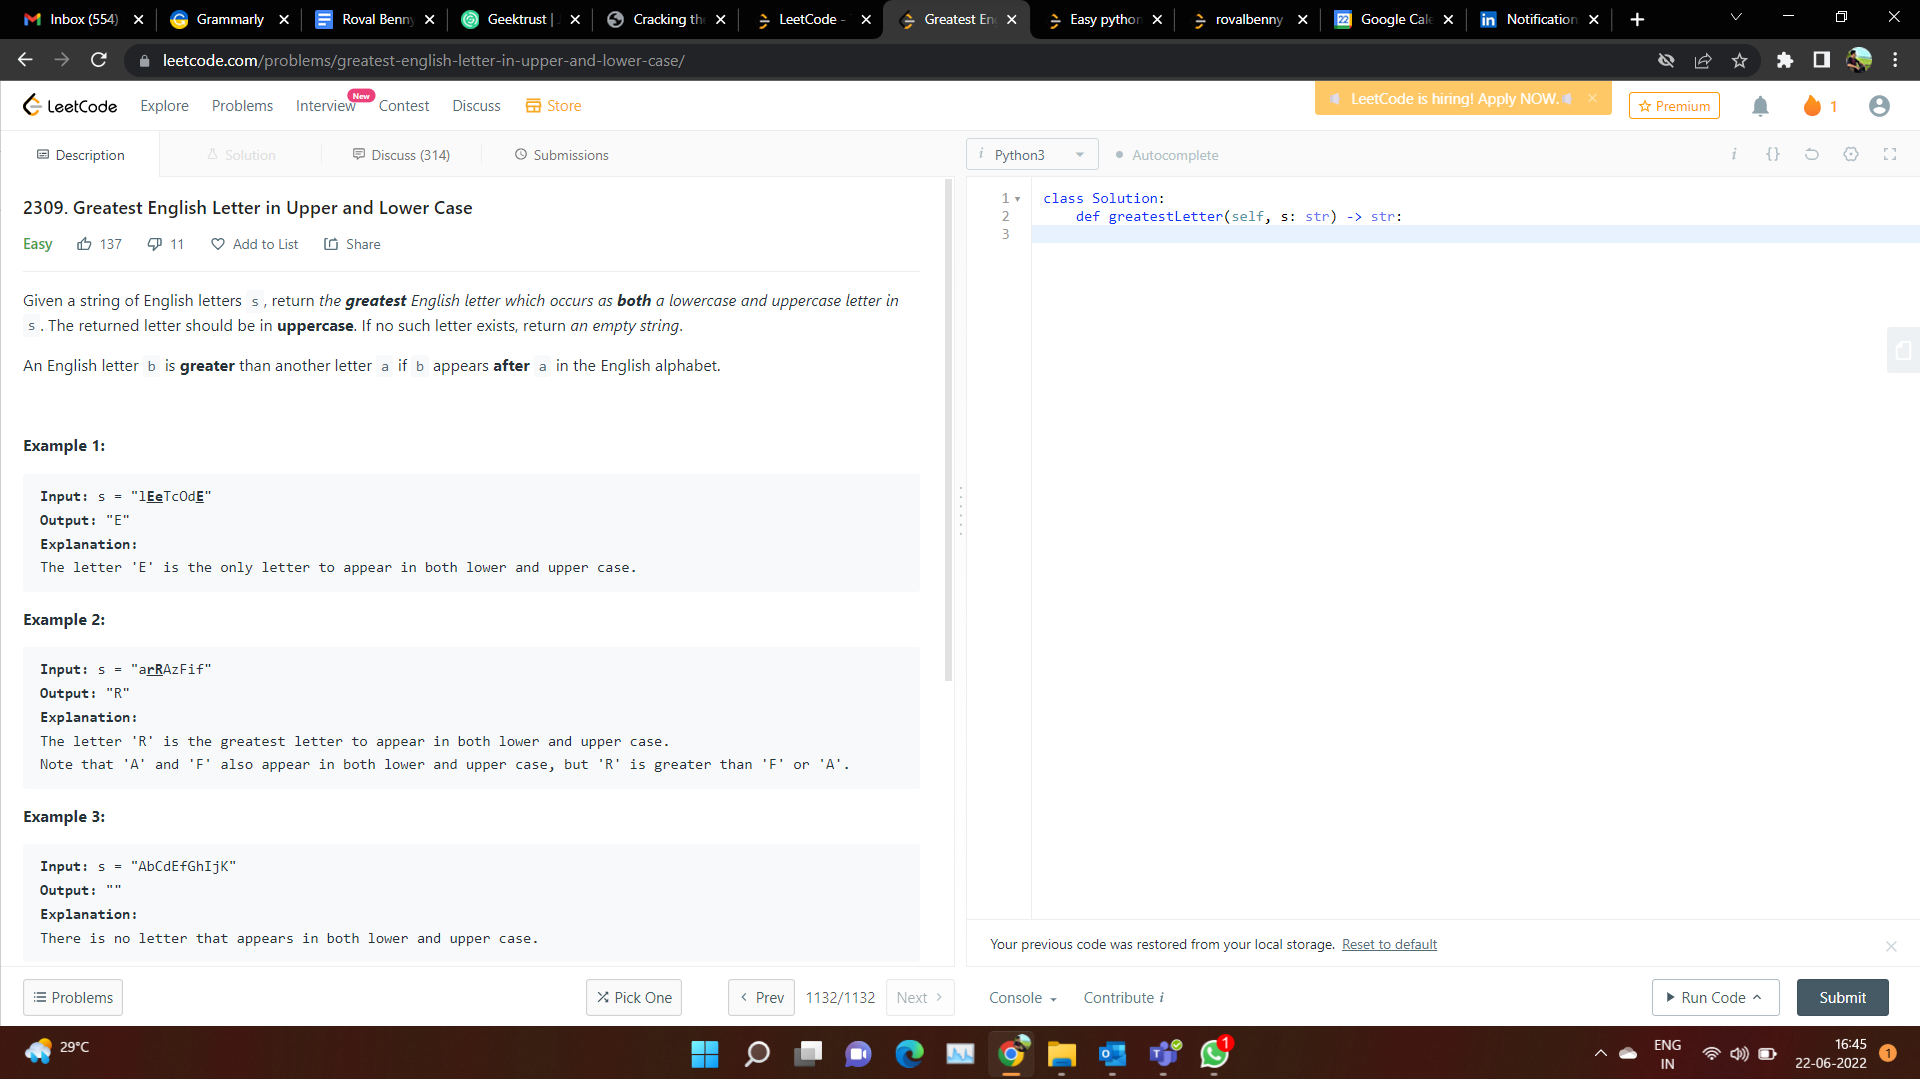 Inbox (554)
Grammarly
Roval Benny
Geektrust |
Cracking the
LeetCode -
Greatest En
Easy python
rovalbenny
Google Cale
Notification
leetcode.com/problems/greatest-english-letter-in-upper-and-lower-case/
LeetCode
Explore
Problems
Interview
New
Contest
Discuss
Store
LeetCode is hiring! Apply NOW.
Premium
1
Description
Solution
Discuss (314)
Submissions
i Python3
Autocomplete
i {}
2309. Greatest English Letter in Upper and Lower Case
Easy 137 11 Add to List Share
Given a string of English letters s, return the greatest English letter which occurs as both a lowercase and uppercase letter in
s. The returned letter should be in uppercase. If no such letter exists, return an empty string.
An English letter b is greater than another letter a if b appears after a in the English alphabet.
Example 1:
Input: s = "lEeTcOdE"
Output: "E"
Explanation:
The letter 'E' is the only letter to appear in both lower and upper case.
Example 2:
Input: s = "arRAzFif"
Output: "R"
Explanation:
The letter 'R' is the greatest letter to appear in both lower and upper case.
Note that 'A' and 'F' also appear in both lower and upper case, but 'R' is greater than 'F' or 'A'.
Example 3:
Input: s = "AbCdEfGhIjK"
Output: ""
Explanation:
There is no letter that appears in both lower and upper case.
1 class Solution:
2 def greatestLetter(self, s: str) -> str:
3
Your previous code was restored from your local storage. Reset to default
Problems
Pick One
Prev
1132/1132
Next
Console
Contribute i
Run Code
Submit
29°C
1
ENG
IN
16:45
22-06-2022
1